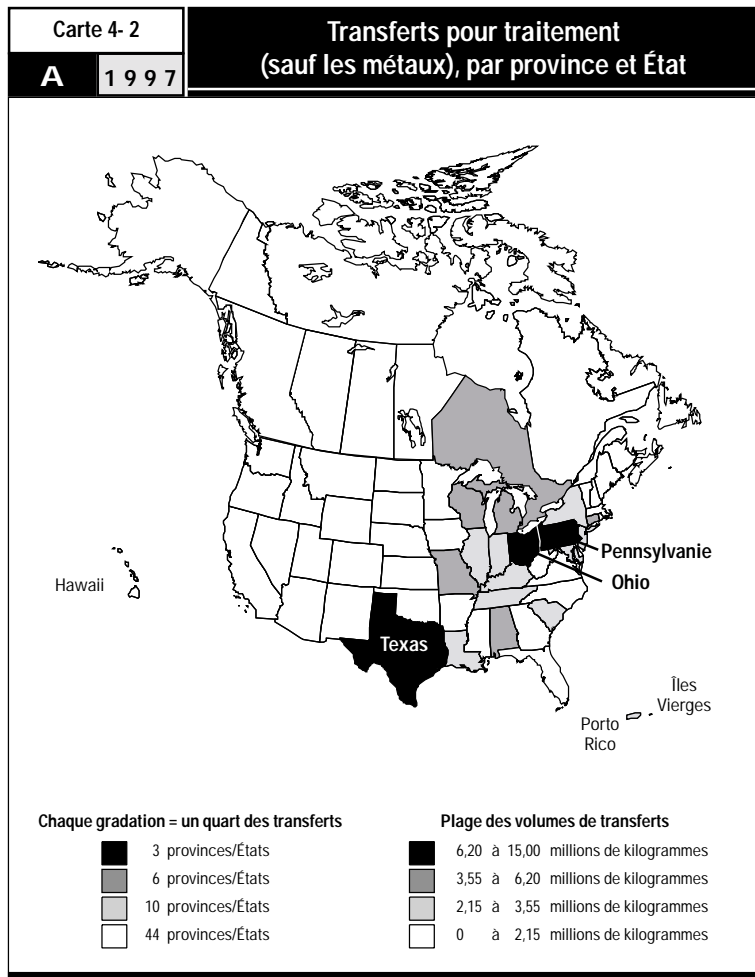 Carte 4- 2
A 1 9 9 7
Transferts pour traitement
(sauf les métaux), par province et État
Pennsylvanie
Ohio
Hawaii
Texas
Îles
Vierges
Porto
Rico
Chaque gradation = un quart des transferts
3 provinces/États
6 provinces/États
10 provinces/États
44 provinces/États
Plage des volumes de transferts
6,20 à 15,00 millions de kilogrammes
3,55 à 6,20 millions de kilogrammes
2,15 à 3,55 millions de kilogrammes
0 à 2,15 millions de kilogrammes